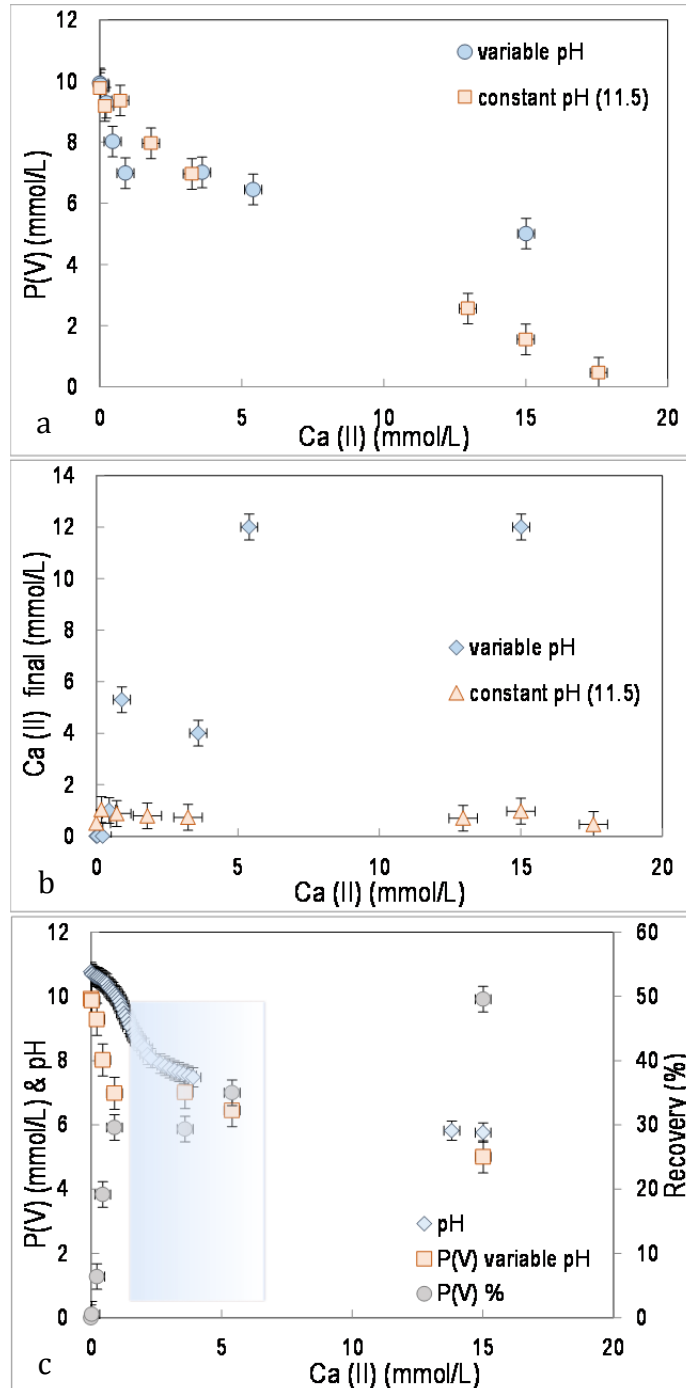 12
10
8
6
4
2
0
P(V) (mmol/L)
variable pH
constant pH (11.5)
0 5 10 15 20
Ca (II) (mmol/L)
a
14
12
10
8
6
4
2
0
Ca (II) final (mmol/L)
variable pH
constant pH (11.5)
0 5 10 15 20
Ca (II) (mmol/L)
b
12
10
8
6
4
2
0
P(V) (mmol/L) & pH
60
50
40
30
20
10
0
Recovery (%)
pH
P(V) variable pH
P(V) %
0 5 10 15 20
Ca (II) (mmol/L)
c